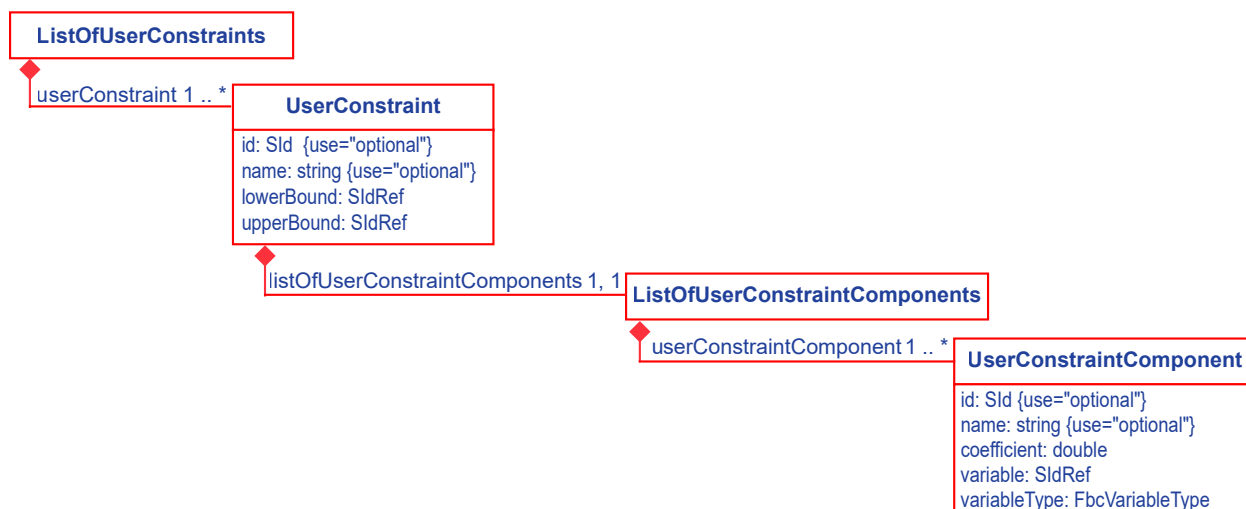 ListOfUserConstraints
userConstraint 1 .. *
UserConstraint
id: SId {use="optional"}
name: string {use="optional"}
lowerBound: SIdRef
upperBound: SIdRef
listOfUserConstraintComponents 1, 1
ListOfUserConstraintComponents
userConstraintComponent 1 .. *
UserConstraintComponent
id: SId {use="optional"}
name: string {use="optional"}
coefficient: double
variable: SIdRef
variableType: FbcVariableType